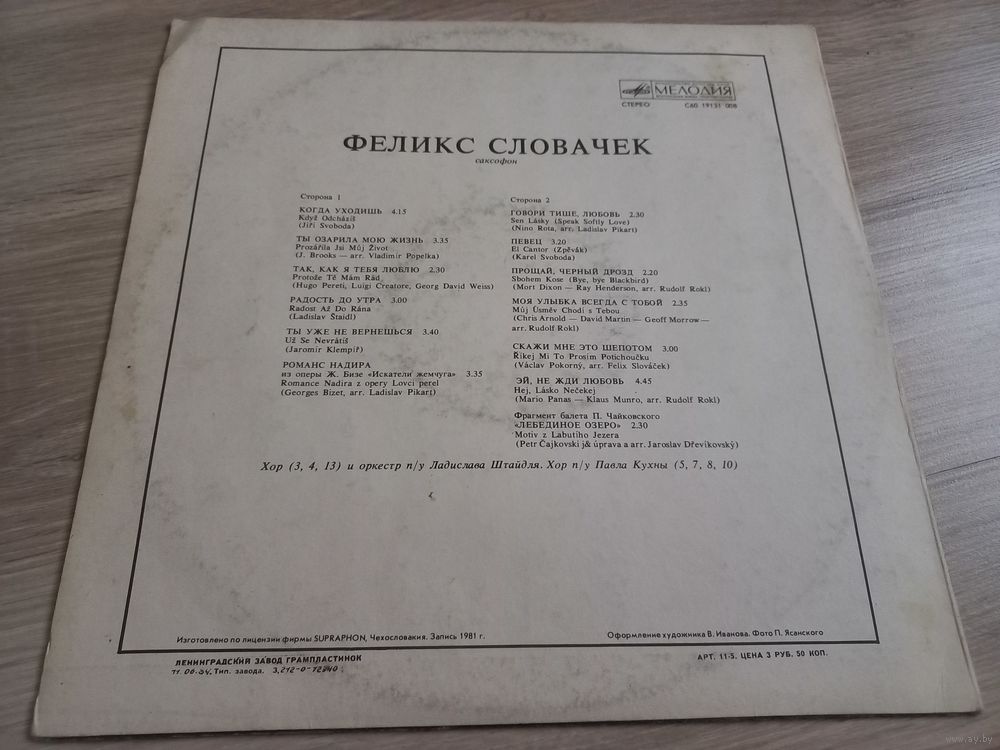 МЕЛОДИЯ
СТЕРЕО С60 19151 008
ФЕЛИКС СЛОВАЧЕК
саксофон
Сторона 1
КОГДА УХОДИШЬ 4.15
Když Odcházíš
(Jiří Svoboda)
ТЫ ОЗАРИЛА МОЮ ЖИЗНЬ 3.35
Prozářila Jsi Můj Život
(J. Brooks — arr. Vladimír Popelka)
ТАК, КАК Я ТЕБЯ ЛЮБЛЮ 2.30
Protože Tě Mám Rád
(Hugo Pereti, Luigi Creatore, Georg David Weiss)
РАДОСТЬ ДО УТРА 3.00
Radost Až Do Rána
(Ladislav Štaidl)
ТЫ УЖЕ НЕ ВЕРНЕШЬСЯ 3.40
Už Se Nevrátíš
(Jaromír Klempíř)
РОМАНС НАДИРА
из оперы Ж. Бизе «Искатели жемчуга» 3.35
Romance Nadira z opery Lovci perel
(Georges Bizet, arr. Ladislav Pikart)
Сторона 2
ГОВОРИ ТИШЕ, ЛЮБОВЬ 2.30
Sen Lásky (Speak Softly Love)
(Nino Rota, arr. Ladislav Pikart)
ПЕВЕЦ 3.20
El Cantor (Zpěvák)
(Karel Svoboda)
ПРОЩАЙ, ЧЕРНЫЙ ДРОЗД 2.20
Sbohem Kose (Bye, bye Blackbird)
(Mort Dixon — Ray Henderson, arr. Rudolf Rokl)
МОЯ УЛЫБКА ВСЕГДА С ТОБОЙ 2.35
Můj Úsměv Chodí s Tebou
(Chris Arnold — David Martin — Geoff Morrow —
arr. Rudolf Rokl)
СКАЖИ МНЕ ЭТО ШЕПОТОМ 3.00
Říkej Mi To Prosím Potichoučku
(Václav Pokorný, arr. Felix Slováček)
ЭЙ, НЕ ЖДИ ЛЮБОВЬ 4.45
Hej, Lásko Nečekej
(Mario Panas — Klaus Munro, arr. Rudolf Rokl)
Фрагмент балета П. Чайковского
«ЛЕБЕДИНОЕ ОЗЕРО» 2.30
Motiv z Labutího Jezera
(Petr Čajkovski j& úprava a arr. Jaroslav Dřevikovský)
Хор (3, 4, 13) и оркестр п/у Ладислава Штайдля. Хор п/у Павла Кухны (5, 7, 8, 10)
Изготовлено по лицензии фирмы SUPRAPHON, Чехословакия. Запись 1981 г.
Оформление художника В. Иванова. Фото П. Ясанского
ЛЕНИНГРАДСКИЙ ЗАВОД ГРАМПЛАСТИНОК
Тип. завода.
АРТ. 11-5. ЦЕНА 3 РУБ. 50 КОП.
www.ay.by